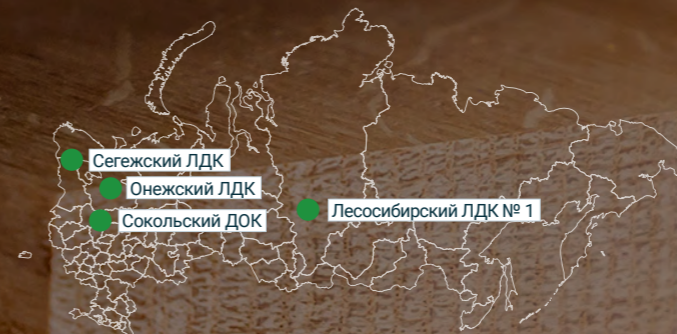 Сегежский ЛДК
Онежский ЛДК
Сокольский ДОК
Лесосибирский ЛДК № 1